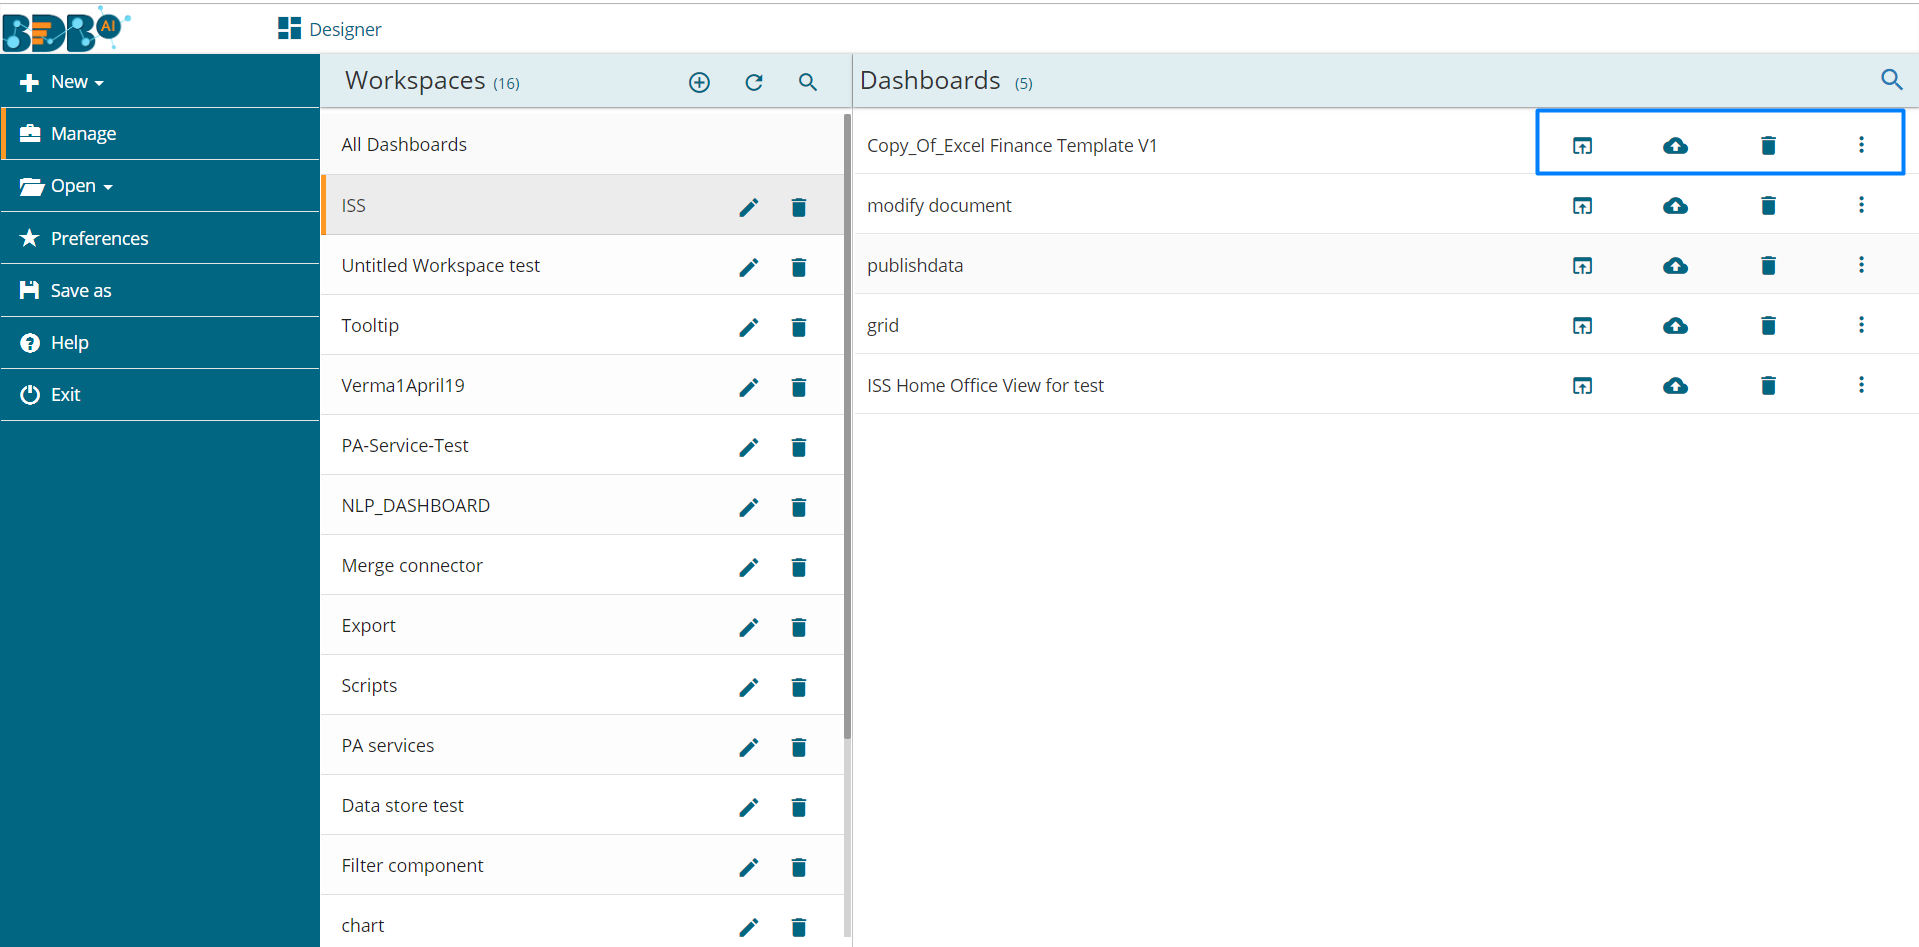 BDB AI
Designer
New
Manage
Open
Preferences
Save as
Help
Exit
Workspaces (16)
All Dashboards
ISS
Untitled Workspace test
Tooltip
Verma1April19
PA-Service-Test
NLP_DASHBOARD
Merge connector
Export
Scripts
PA services
Data store test
Filter component
chart
Dashboards (5)
Copy_Of_Excel Finance Template V1
modify document
publishdata
grid
ISS Home Office View for test